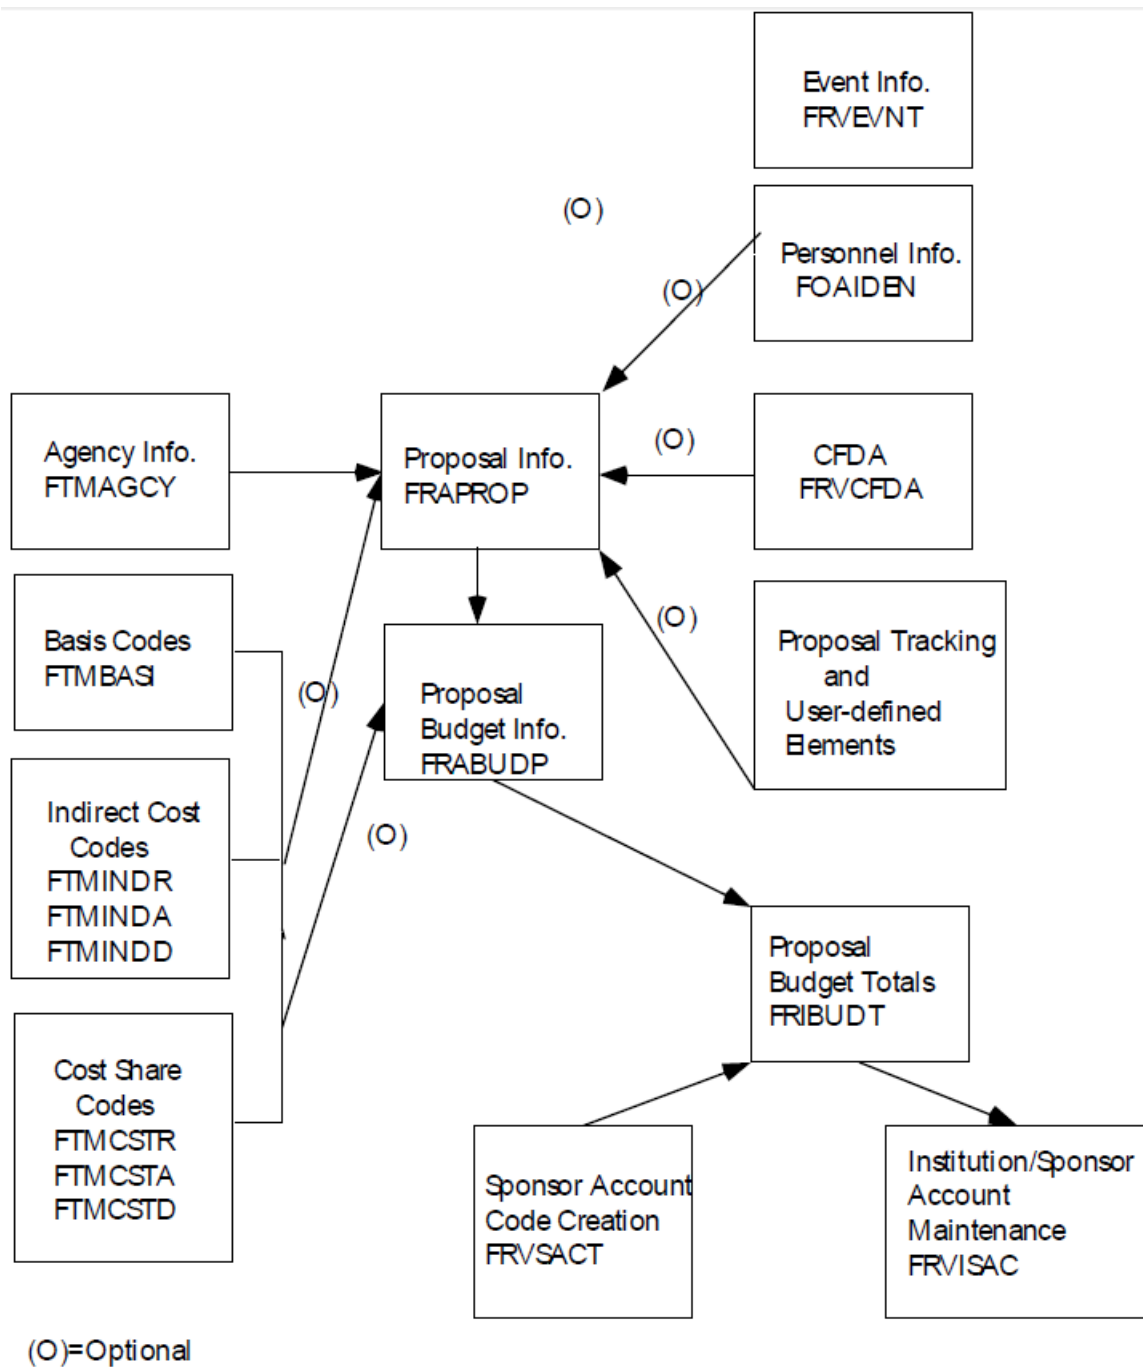 Event Info.
FRVEVNT
(O)
Personnel Info.
FOAIDEN
(O)
Agency Info.
FTMAGCY
Proposal Info.
FRAPROP
(O)
CFDA
FRVCFDA
Basis Codes
FTMBASI
(O)
(O)
Proposal Tracking
and
User-defined
Elements
Proposal
Budget Info.
FRABUDP
Indirect Cost
Codes
FTMINDR
FTMINDA
FTMINDD
(O)
Proposal
Budget Totals
FRIBUDT
Cost Share
Codes
FTMCSTR
FTMCSTA
FTMCSTD
Sponsor Account
Code Creation
FRVSACT
Institution/Sponsor
Account
Maintenance
FRVISAC
(O)=Optional